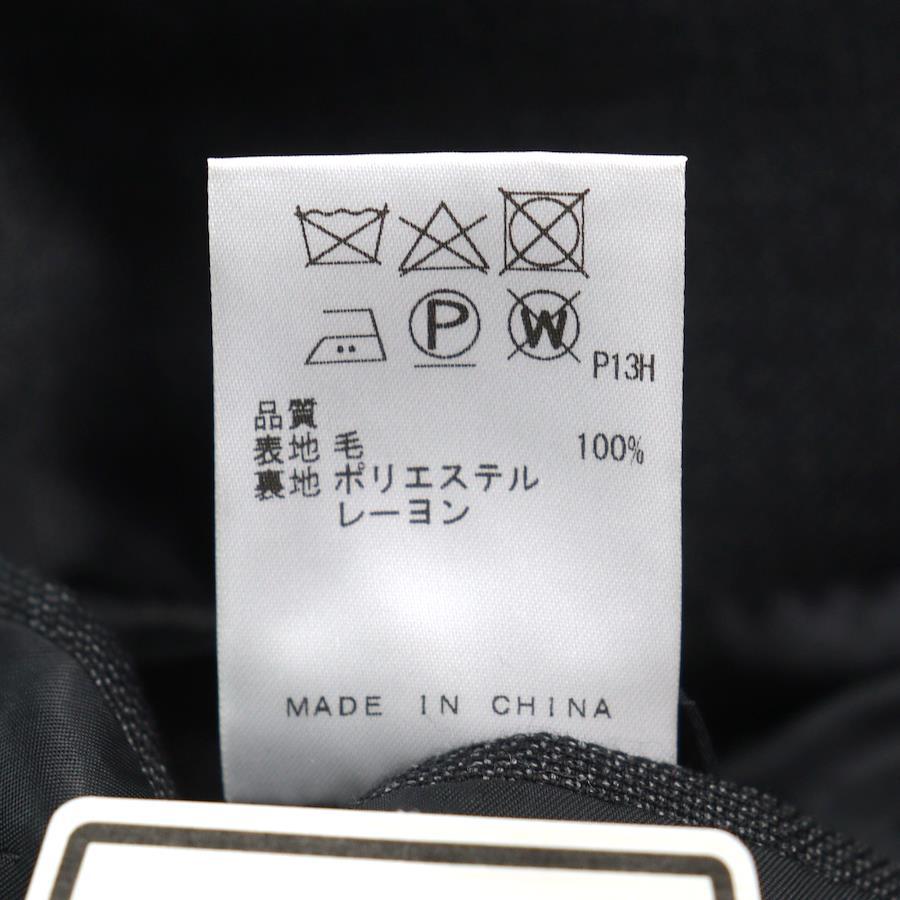 P
W
P13H
品質
表地 毛 100%
裏地 ポリエステル
レーヨン
MADE IN CHINA